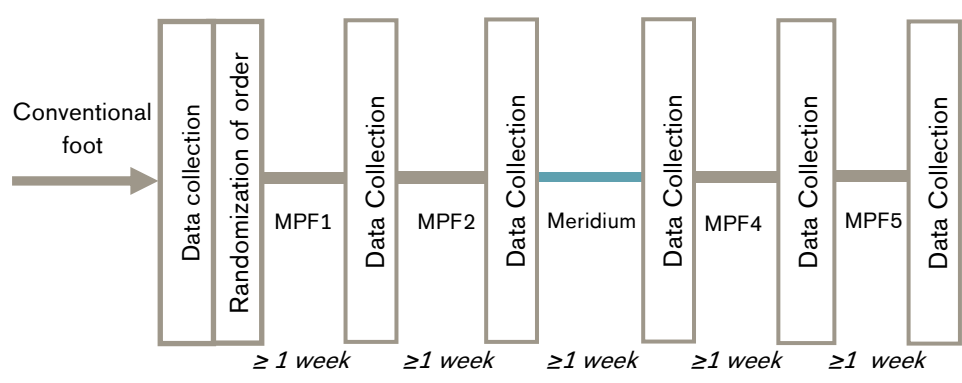 Conventional
foot
Data collection
Randomization of order
MPF1
Data Collection
MPF2
Data Collection
Meridium
Data Collection
MPF4
Data Collection
MPF5
Data Collection
≥ 1 week
≥1 week
≥1 week
≥1 week
≥1  week